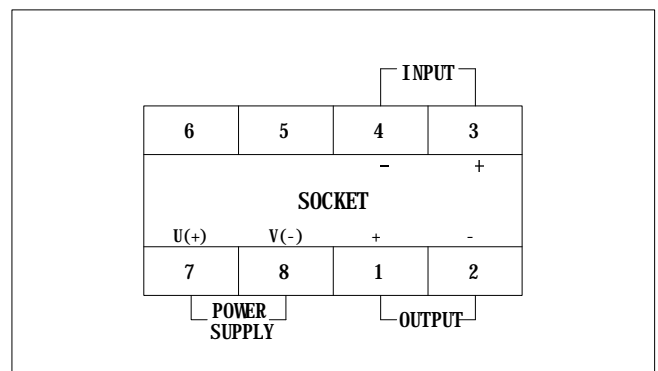 INPUT
6 5 4 3
- +
SOCKET
U(+) V(-) + -
7 8 1 2
POWER
SUPPLY
OUTPUT